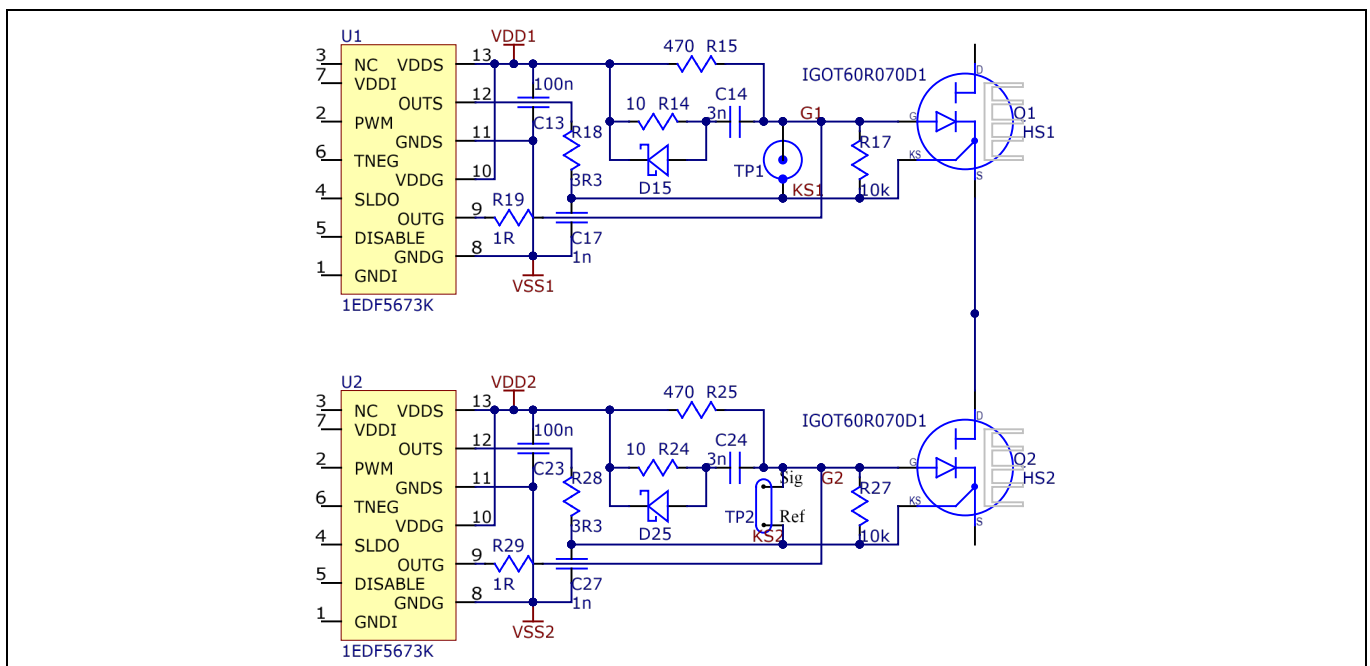 U1
VDD1
3 NC VDDS 13
7 VDDI
OUTS 12
2 PWM
GNDS 11
6 TNEG
VDDG 10
4 SLDO
OUTG 9
5 DISABLE
GNDG 8
1 GNDI
1EDF5673K
100n
C13
R18
3R3
R19
1R
C17
1n
VSS1
470 R15
10 R14
C14
3n
D15
G1
TP1
KS1
R17
10k
IGOT60R070D1
D
G
KS
S
Q1
HS1
U2
VDD2
3 NC VDDS 13
7 VDDI
OUTS 12
2 PWM
GNDS 11
6 TNEG
VDDG 10
4 SLDO
OUTG 9
5 DISABLE
GNDG 8
1 GNDI
1EDF5673K
100n
C23
R28
3R3
R29
1R
C27
1n
VSS2
470 R25
10 R24
C24
3n
D25
Sig
G2
TP2
Ref
KS2
R27
10k
IGOT60R070D1
D
G
KS
S
Q2
HS2